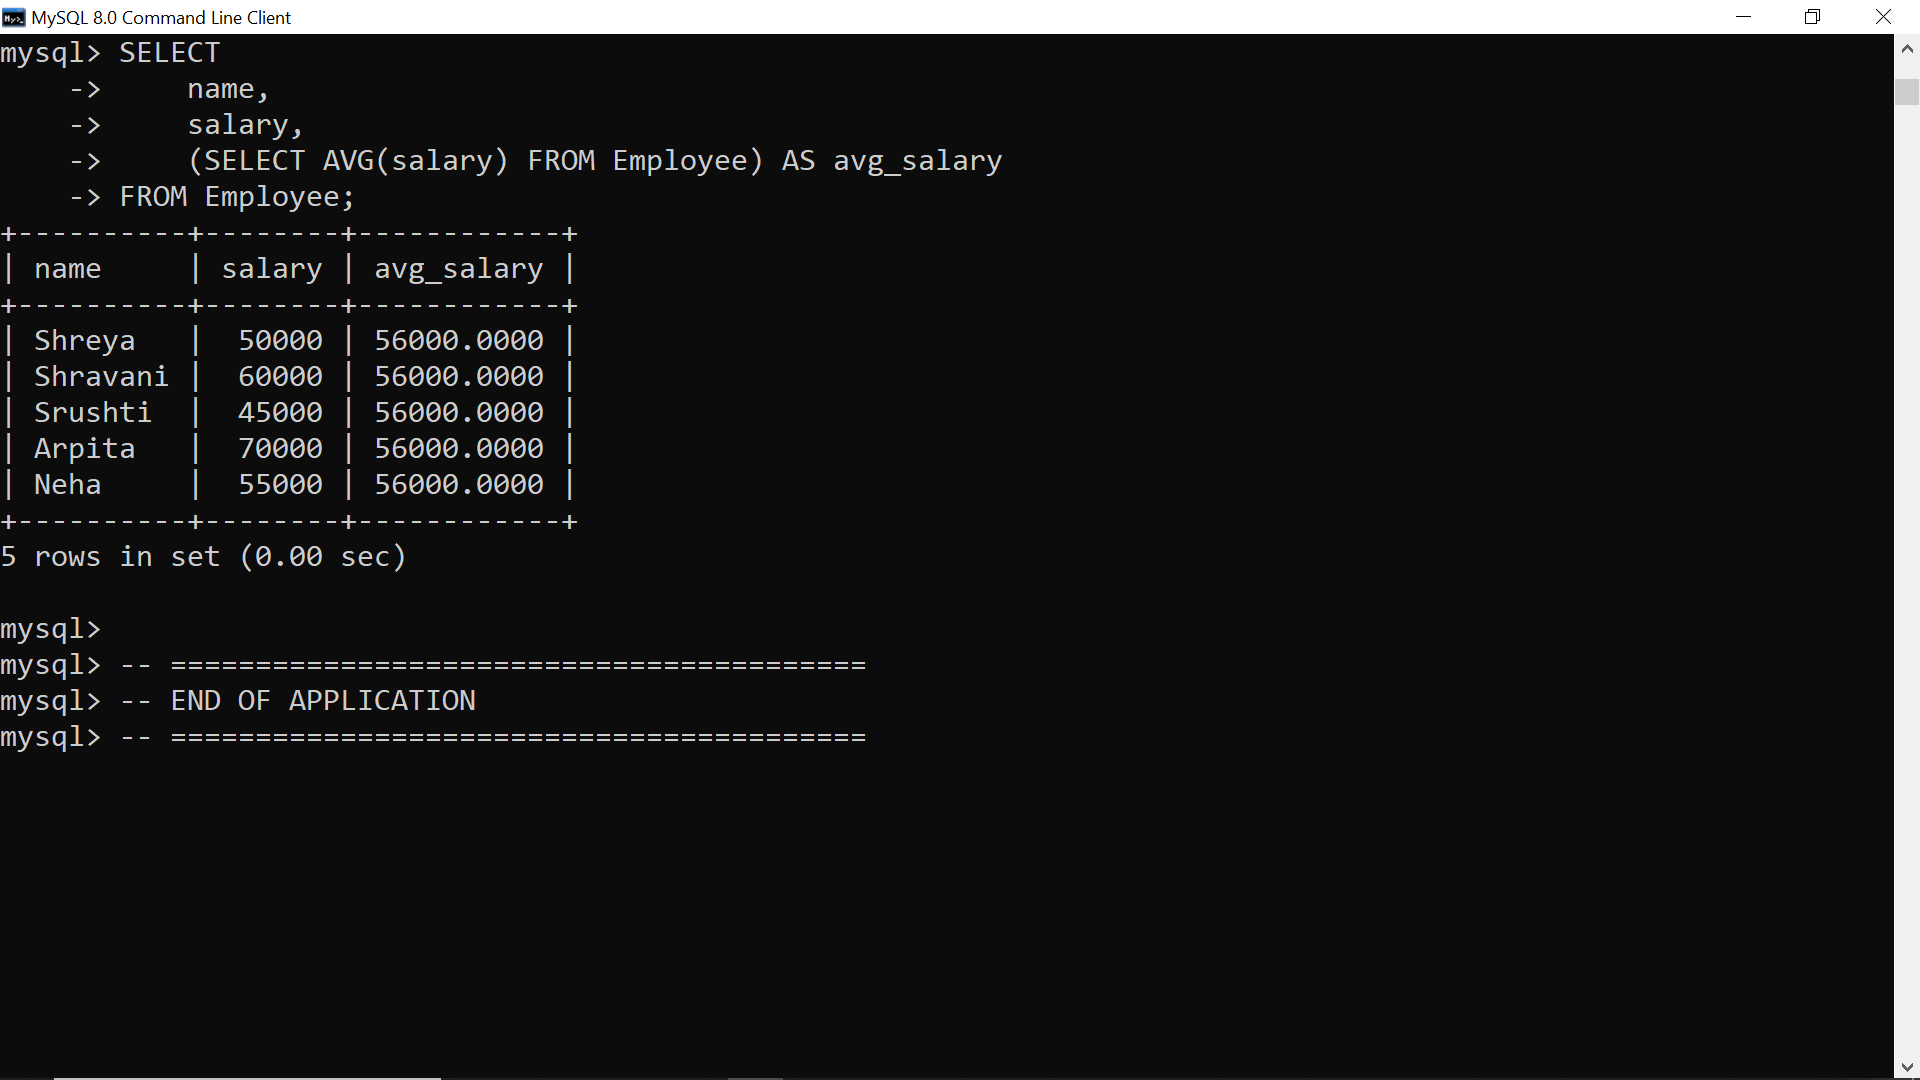 MySQL 8.0 Command Line Client
mysql> SELECT
    ->     name,
    ->     salary,
    ->     (SELECT AVG(salary) FROM Employee) AS avg_salary
    -> FROM Employee;
+----------+--------+------------+
| name     | salary | avg_salary |
+----------+--------+------------+
| Shreya   |  50000 | 56000.0000 |
| Shravani |  60000 | 56000.0000 |
| Srushti  |  45000 | 56000.0000 |
| Arpita   |  70000 | 56000.0000 |
| Neha     |  55000 | 56000.0000 |
+----------+--------+------------+
5 rows in set (0.00 sec)
mysql>
mysql> -- =========================================
mysql> -- END OF APPLICATION
mysql> -- =========================================